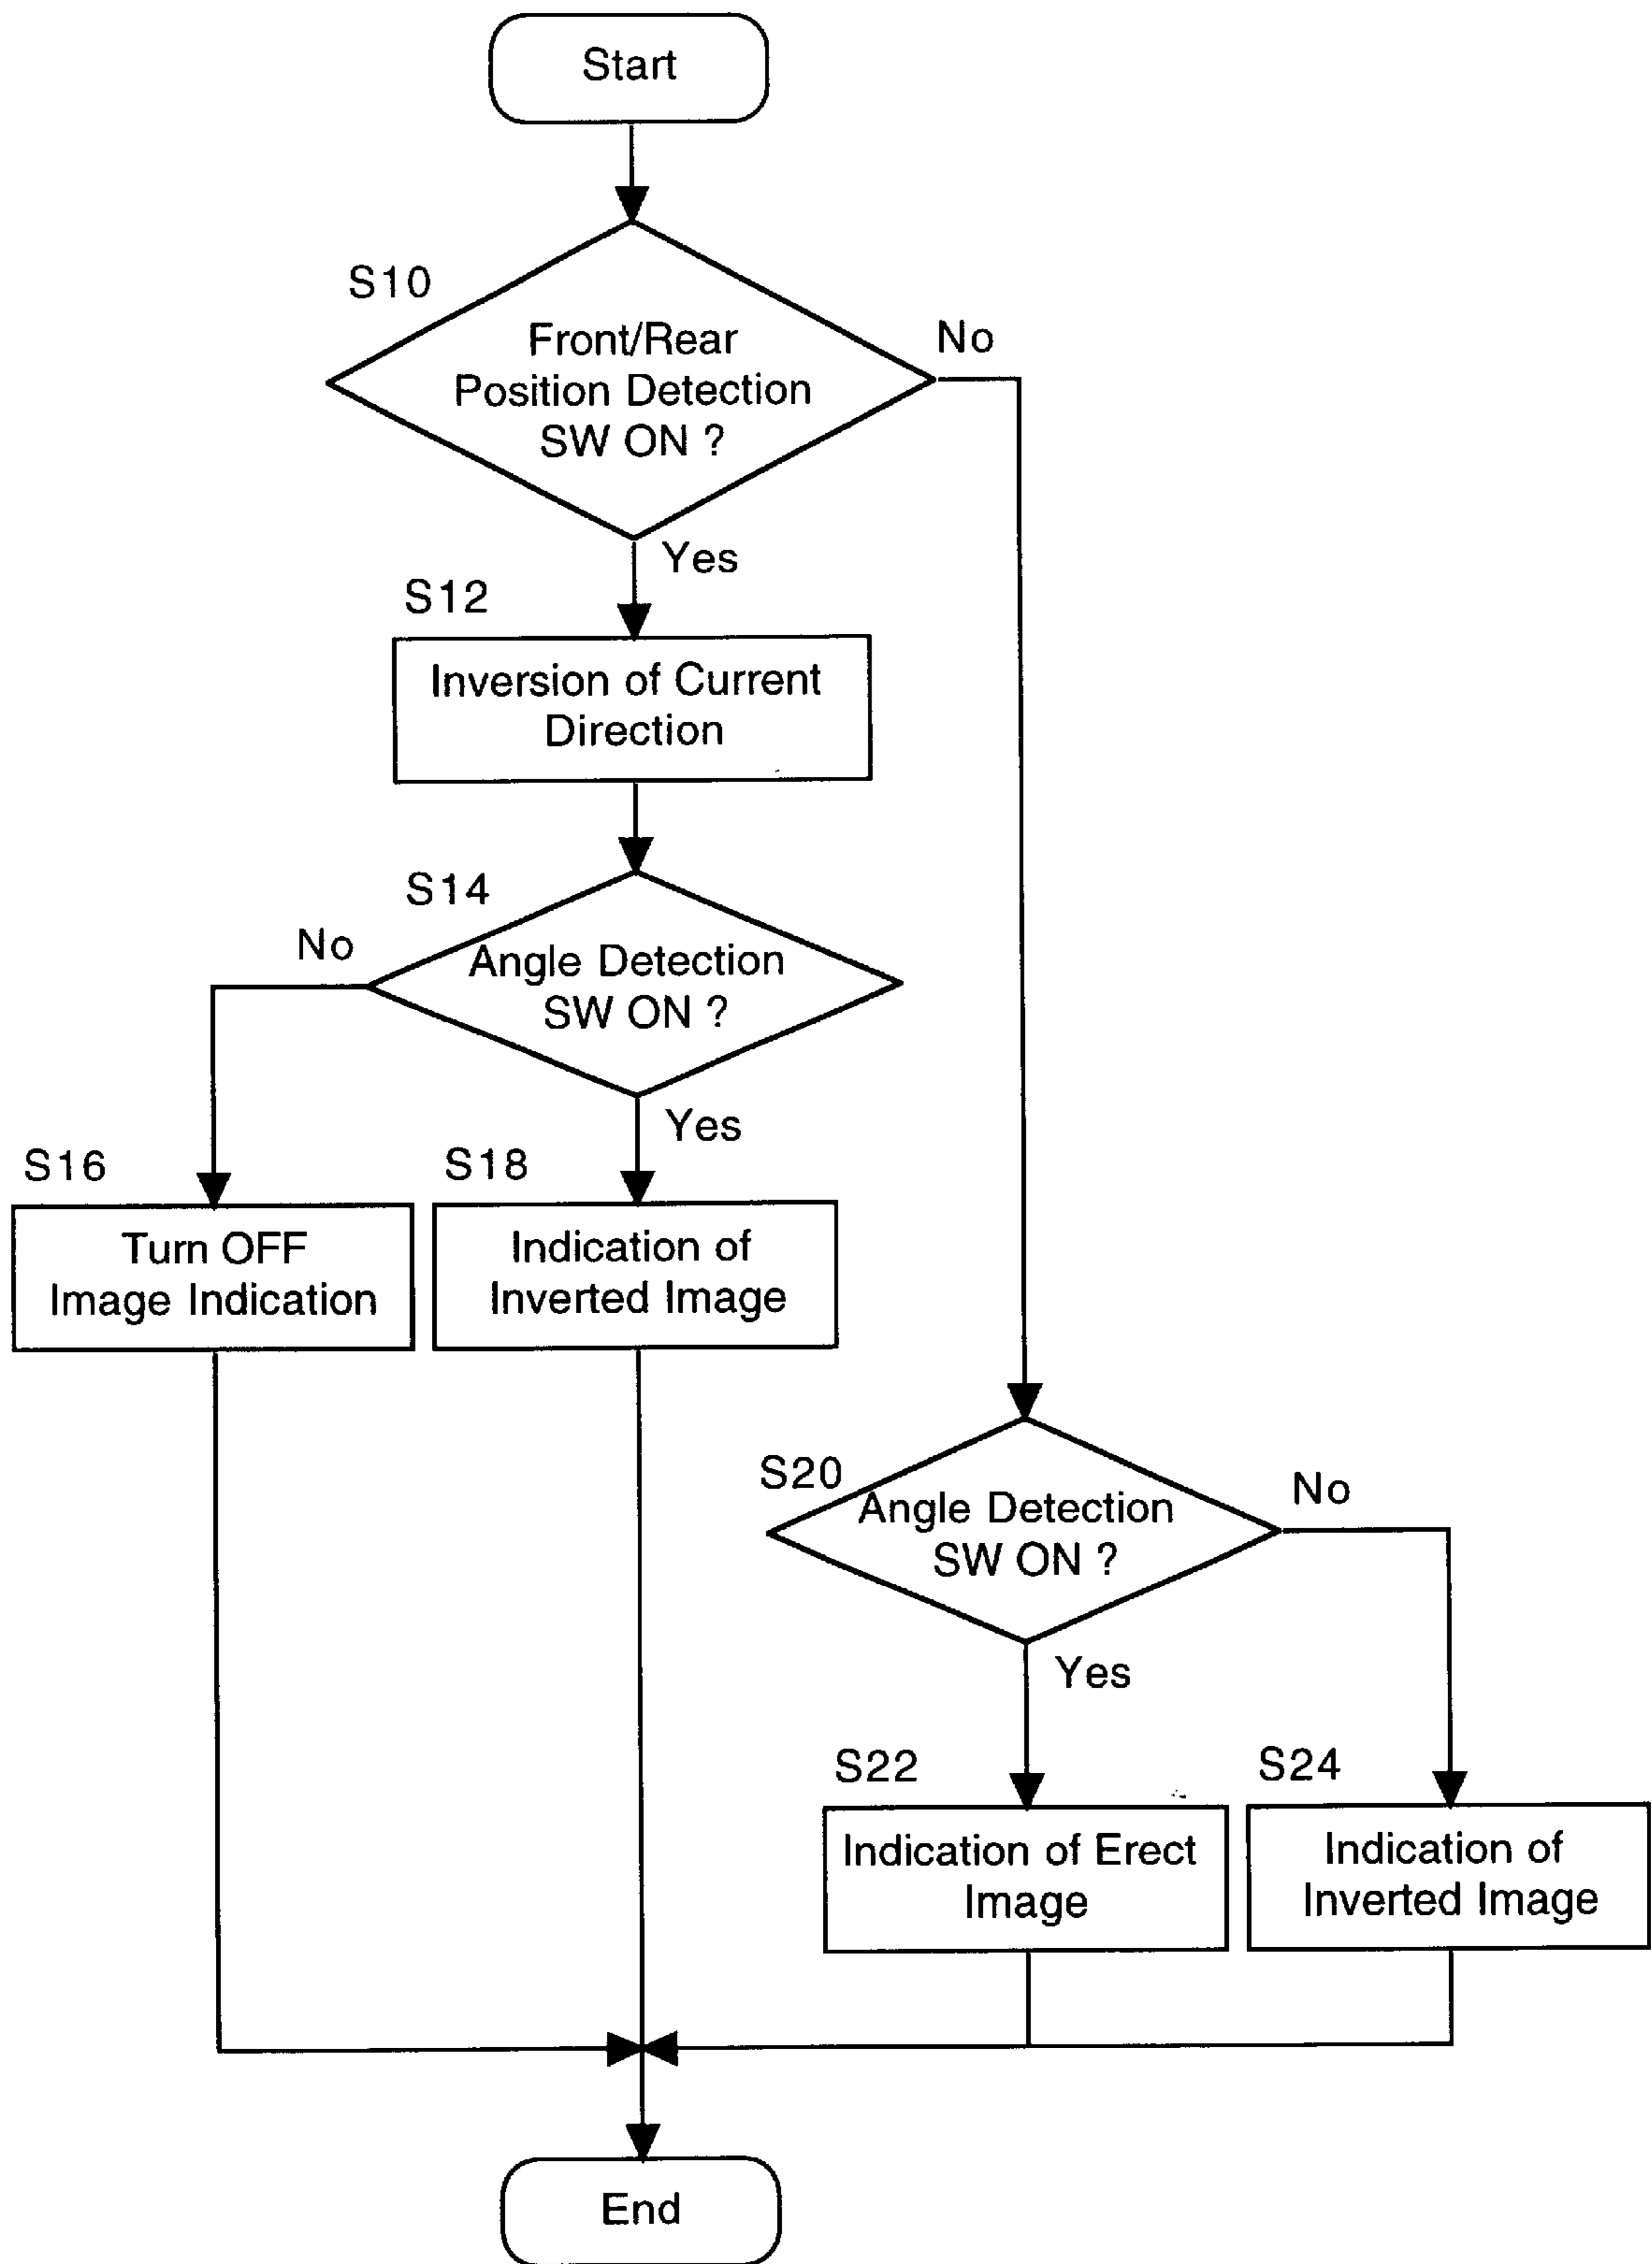 Start
S10
Front/Rear
Position Detection
SW ON ?
No
Yes
S12
Inversion of Current
Direction
S14
No
Angle Detection
SW ON ?
Yes
S16
Turn OFF
Image Indication
S18
Indication of
Inverted Image
S20
Angle Detection
SW ON ?
No
Yes
S22
Indication of Erect
Image
S24
Indication of
Inverted Image
End